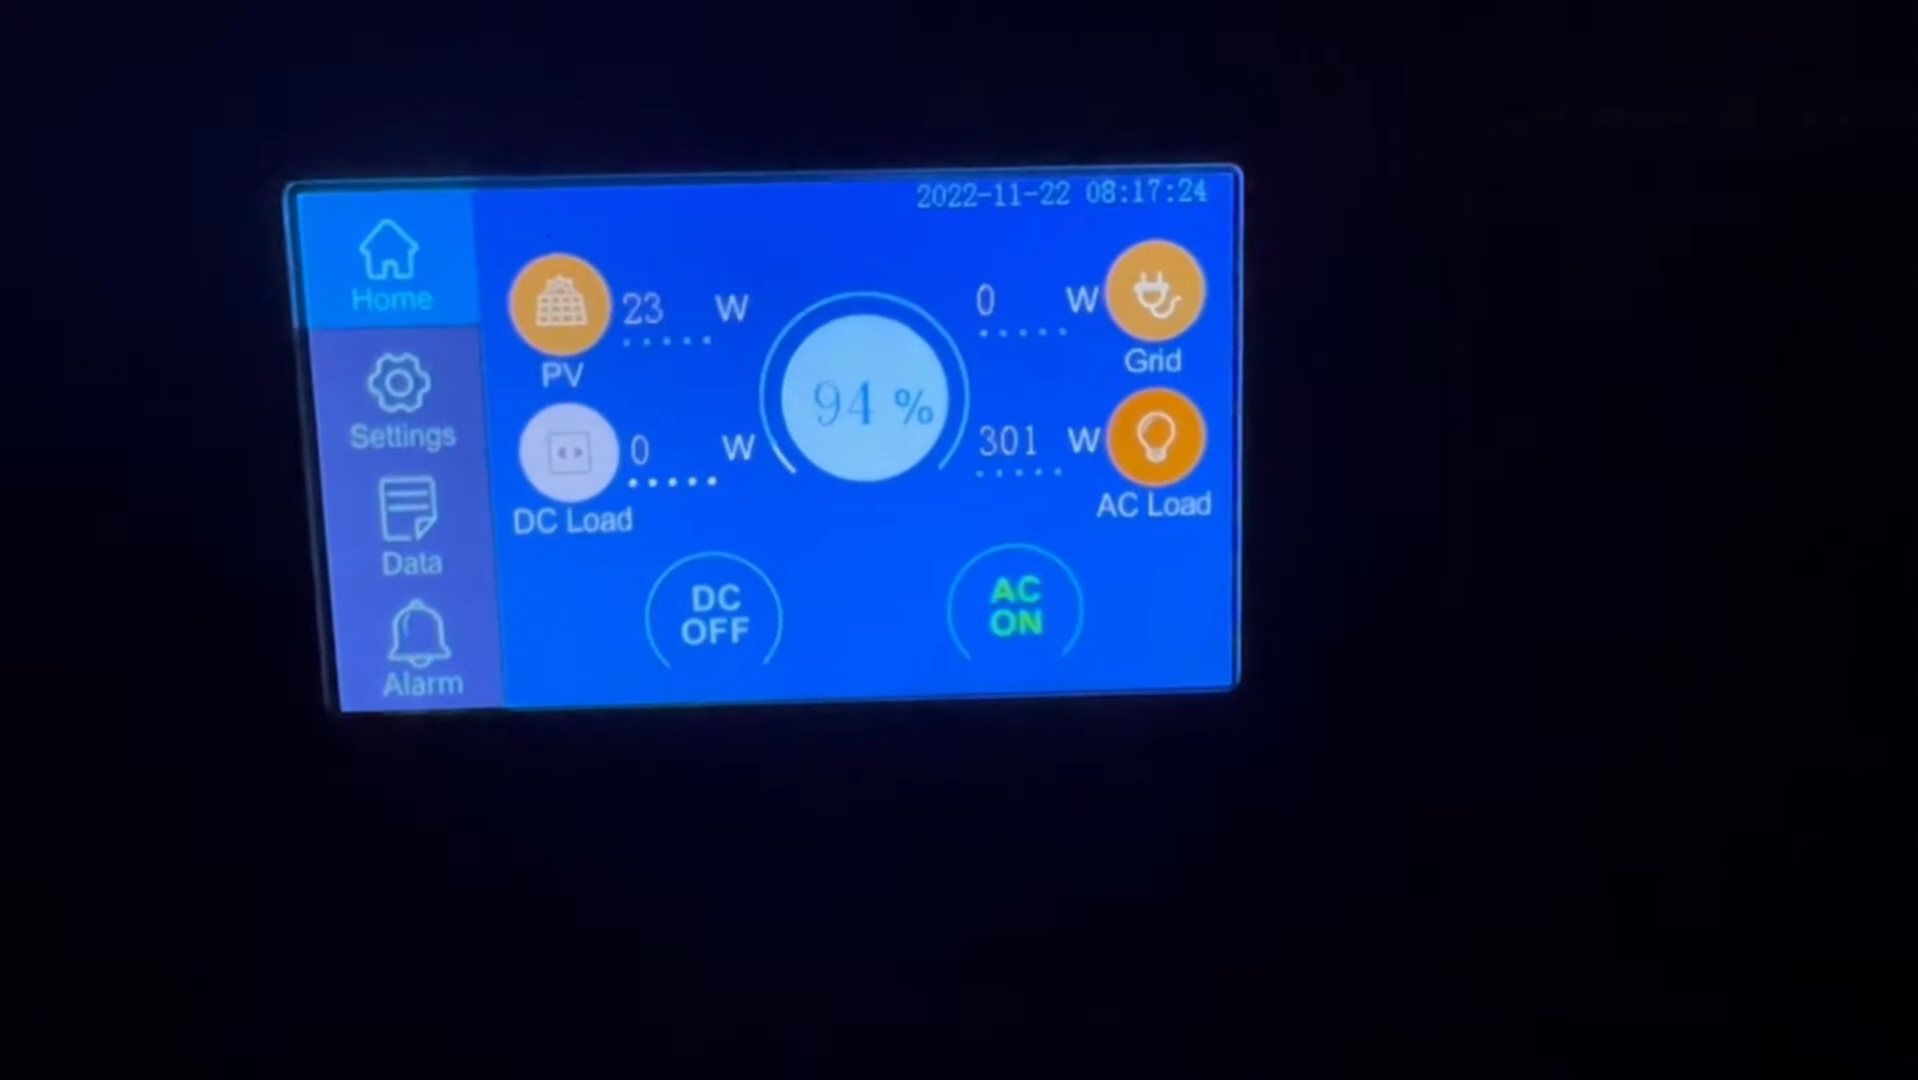 2022-11-22 08:17:24
Home
Settings
Data
Alarm
23 W
PV
0 W
DC Load
94 %
0 W
Grid
301 W
AC Load
DC
OFF
AC
ON